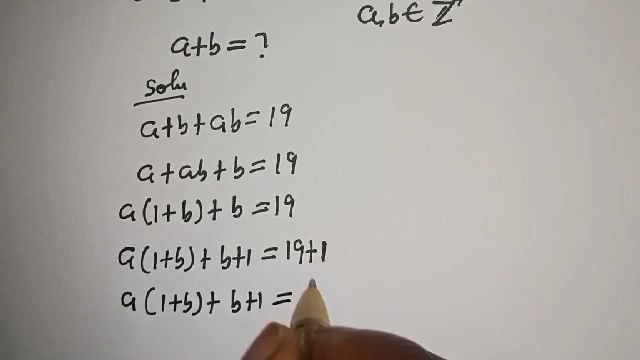 a,b∈ℤ⁺
a+b=?
Soln
a+b+ab=19
a+ab+b=19
a(1+b)+b=19
a(1+b)+b+1=19+1
a(1+b)+b+1=